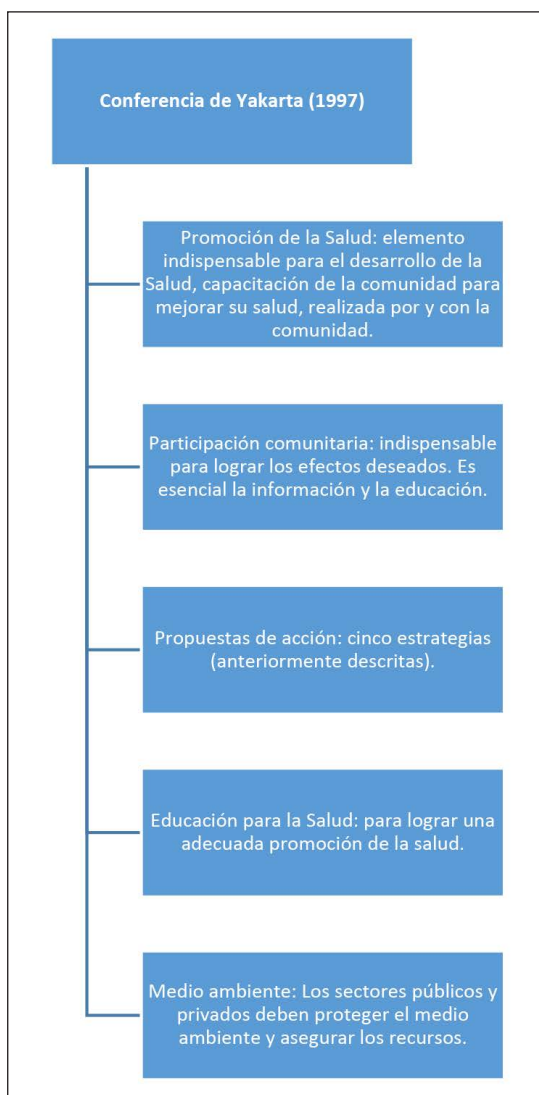 Conferencia de Yakarta (1997)
Promoción de la Salud: elemento
indispensable para el desarrollo de la
Salud, capacitación de la comunidad para
mejorar su salud, realizada por y con la
comunidad.
Participación comunitaria: indispensable
para lograr los efectos deseados. Es
esencial la información y la educación.
Propuestas de acción: cinco estrategias
(anteriormente descritas).
Educación para la Salud: para lograr una
adecuada promoción de la salud.
Medio ambiente: Los sectores públicos y
privados deben proteger el medio
ambiente y asegurar los recursos.